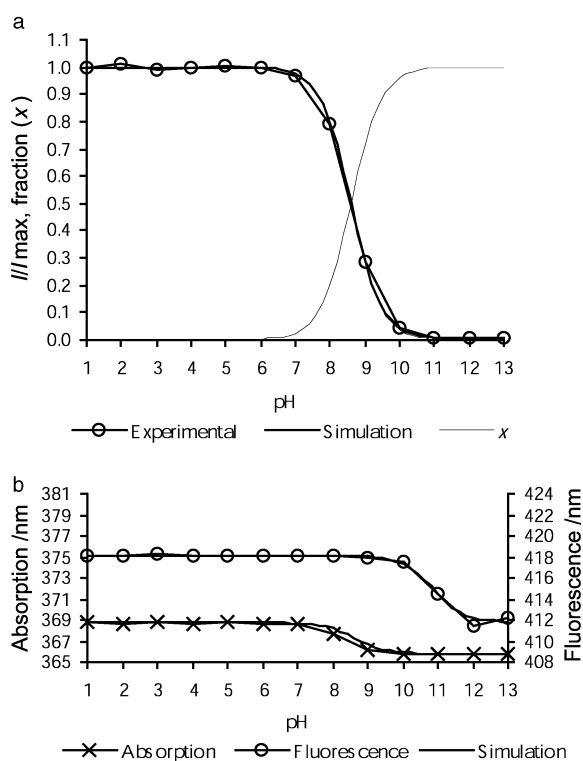 a
I/I max, fraction (x)
1.1
1.0
0.9
0.8
0.7
0.6
0.5
0.4
0.3
0.2
0.1
0.0
1 2 3 4 5 6 7 8 9 10 11 12 13
pH
Experimental Simulation x
b
Absorption /nm
381
379
377
375
373
371
369
367
365
424
422
420
418
416
414
412
410
408
Fluorescence /nm
1 2 3 4 5 6 7 8 9 10 11 12 13
pH
Absorption Fluorescence Simulation